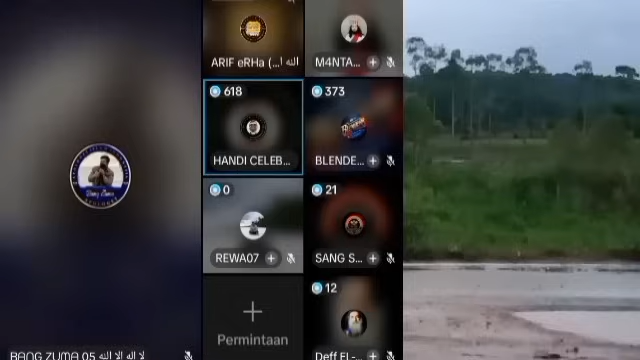 ARIF eRHa (...الله ا
M4NTA...
618
373
HANDI CELEB...
BLENDE...
0
21
REWA07
SANG S...
12
Permintaan
Deff El-...
BANG ZUMA 05 لا اله الا الله